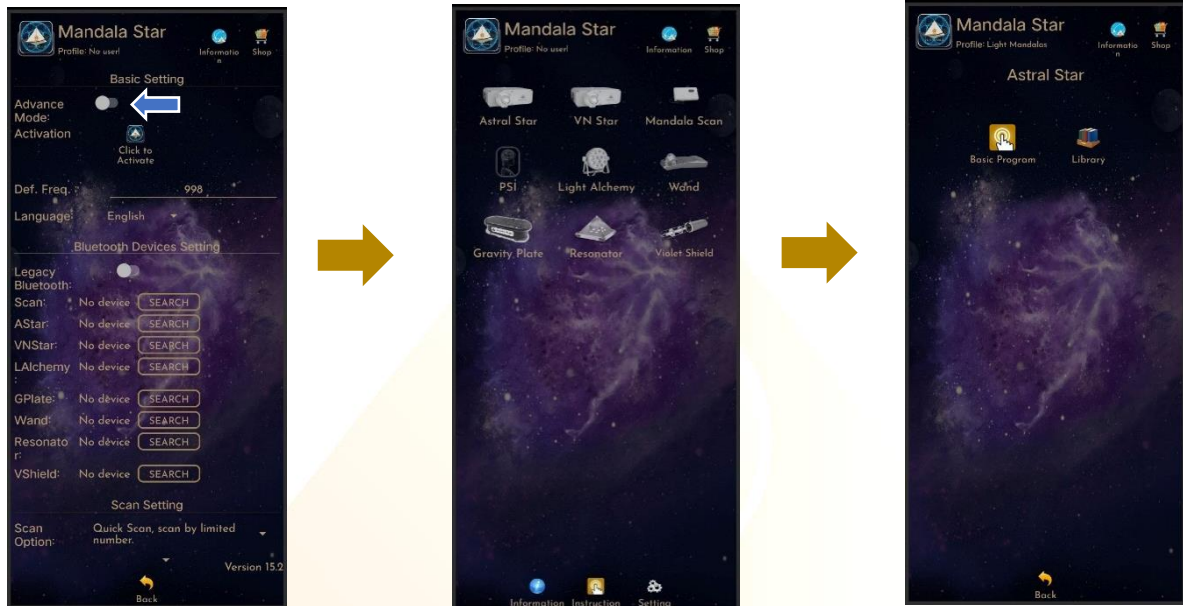 Mandala Star
Profile: No user!
Informatio
n
Shop
Basic Setting
Advance
Mode:
Activation
Click to
Activate
Def. Freq.
998
Language:
English
Bluetooth Devices Setting
Legacy
Bluetooth:
Scan: No device SEARCH
AStar: No device SEARCH
VNStar: No device SEARCH
LAlchemy No device SEARCH
:
GPlate: No device SEARCH
Wand: No device SEARCH
Resonato No device SEARCH
r:
VShield: No device SEARCH
Scan Setting
Scan
Option:
Quick Scan, scan by limited
number.
Version 15.2
Back
Mandala Star
Profile: No user!
Information Shop
Astral Star VN Star Mandala Scan
PSI Light Alchemy Wand
Gravity Plate Resonator Violet Shield
Information Instruction Setting
Mandala Star
Profile: Light Mandalas
Informatio
n
Shop
Astral Star
Basic Program Library
Back